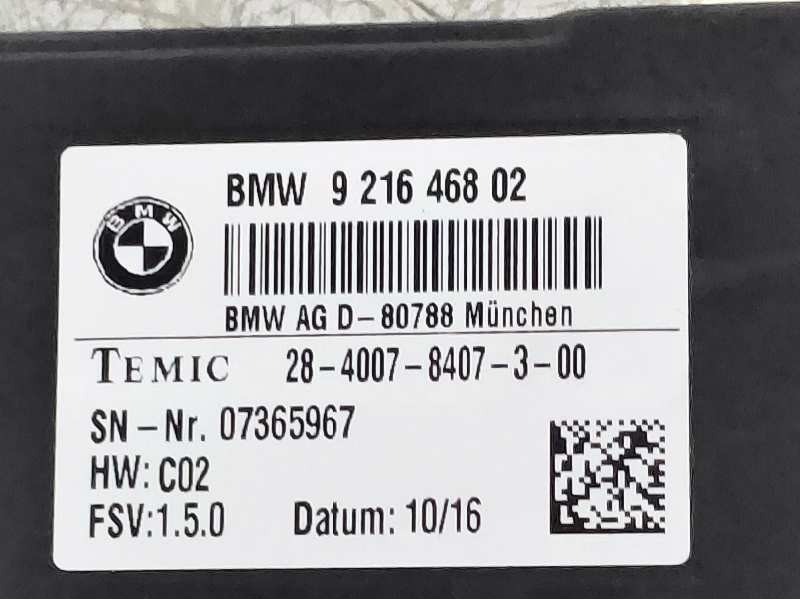 BMW 9 216 468 02
BMW
BMW AG D-80788 München
TEMIC 28-4007-8407-3-00
SN-Nr. 07365967
HW: C02
FSV:1.5.0 Datum: 10/16